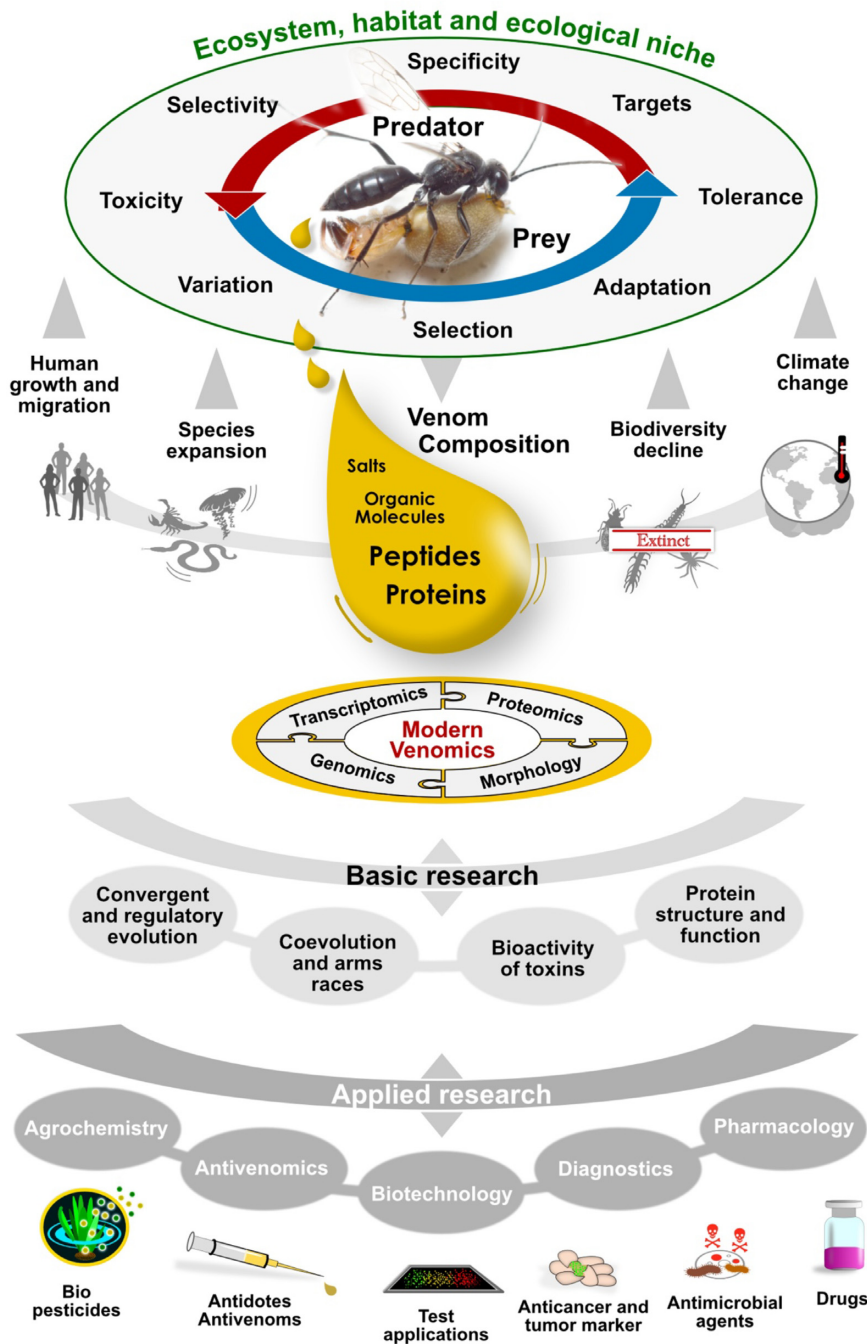 Ecosystem, habitat and ecological niche
Specificity
Selectivity
Targets
Predator
Toxicity
Tolerance
Prey
Variation
Adaptation
Selection
Human
growth and
migration
Species
expansion
Venom
Composition
Biodiversity
decline
Climate
change
Salts
Organic
Molecules
Peptides
Proteins
Extinct
Transcriptomics
Proteomics
Modern
Venomics
Genomics
Morphology
Basic research
Convergent
and regulatory
evolution
Coevolution
and arms
races
Bioactivity
of toxins
Protein
structure and
function
Applied research
Agrochemistry
Antivenomics
Biotechnology
Diagnostics
Pharmacology
Bio
pesticides
Antidotes
Antivenoms
Test
applications
Anticancer and
tumor marker
Antimicrobial
agents
Drugs